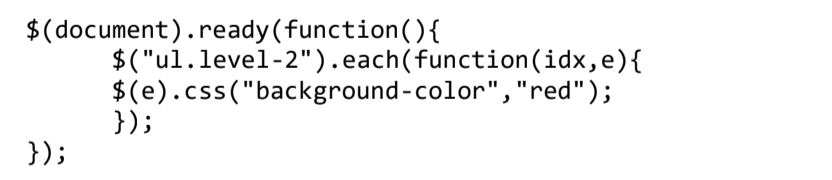 $(document).ready(function(){
      $("ul.level-2").each(function(idx,e){
      $(e).css("background-color","red");
      });
});